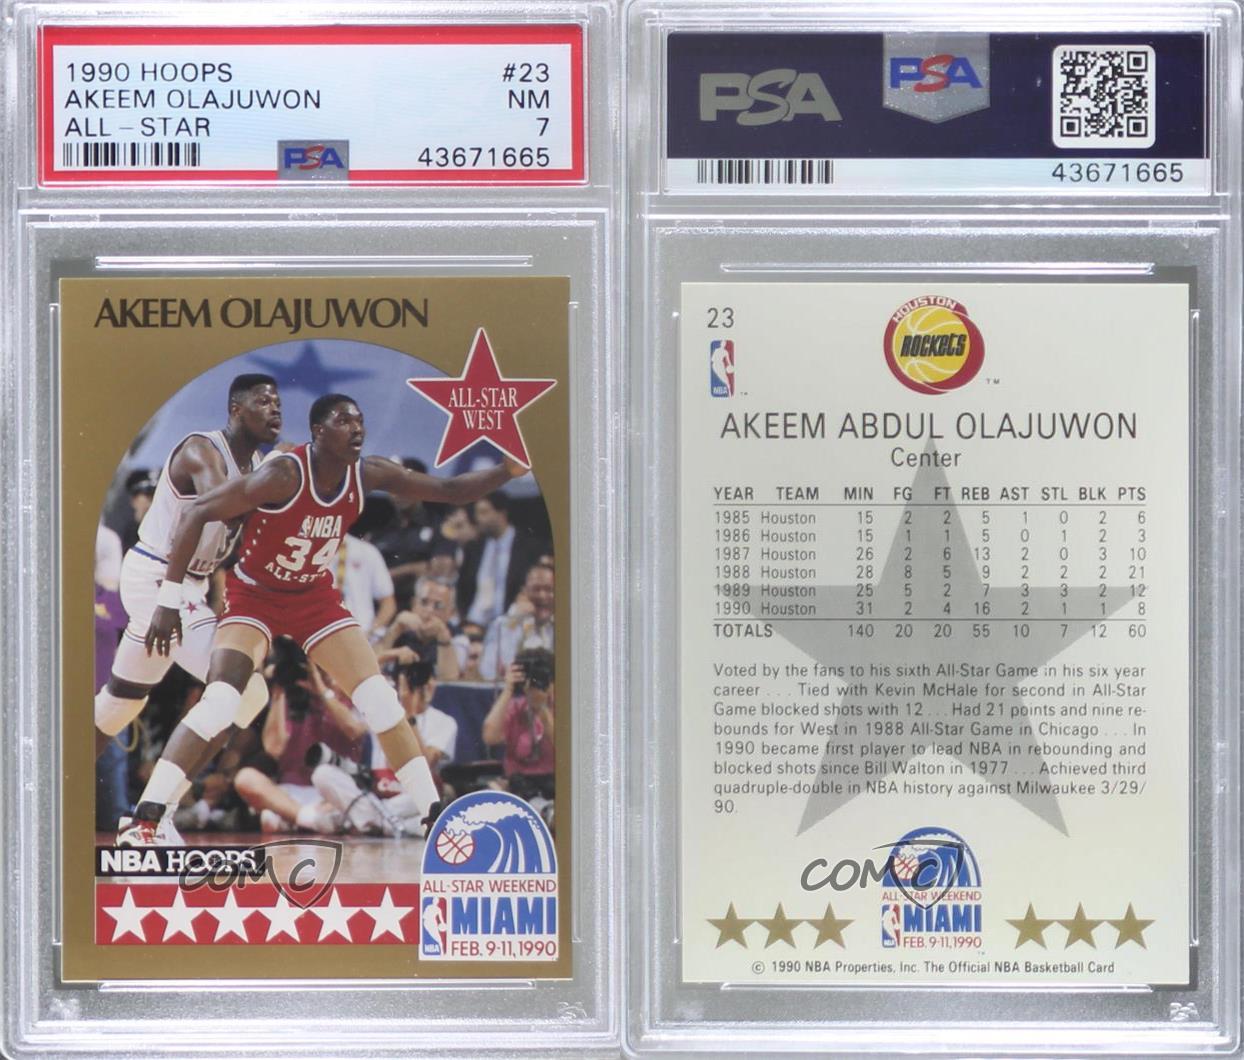 1990 HOOPS #23
AKEEM OLAJUWON NM
ALL-STAR 7
PSA 43671665
AKEEM OLAJUWON
ALL-STAR
WEST
NBA
34
ALL-ST
NBA HOOPS
COMC
ALL-STAR WEEKEND
MIAMI
NBA
FEB. 9-11, 1990
PSA PSA
43671665
23
HOUSTON
ROCKETS
TM
NBA
AKEEM ABDUL OLAJUWON
Center
YEAR TEAM MIN FG FT REB AST STL BLK PTS
1985 Houston 15 2 2 5 1 0 2 6
1986 Houston 15 1 1 5 0 1 2 3
1987 Houston 26 2 6 13 2 0 3 10
1988 Houston 28 8 5 9 2 2 2 21
1989 Houston 25 5 2 7 3 3 2 12
1990 Houston 31 2 4 16 2 1 1 8
TOTALS 140 20 20 55 10 7 12 60
Voted by the fans to his sixth All-Star Game in his six year
career . . . Tied with Kevin McHale for second in All-Star
Game blocked shots with 12 . . . Had 21 points and nine re-
bounds for West in 1988 All-Star Game in Chicago . . . In
1990 became first player to lead NBA in rebounding and
blocked shots since Bill Walton in 1977 . . . Achieved third
quadruple-double in NBA history against Milwaukee 3/29/
90.
COMC
ALL-STAR WEEKEND
MIAMI
NBA
FEB. 9-11, 1990
© 1990 NBA Properties, Inc. The Official NBA Basketball Card